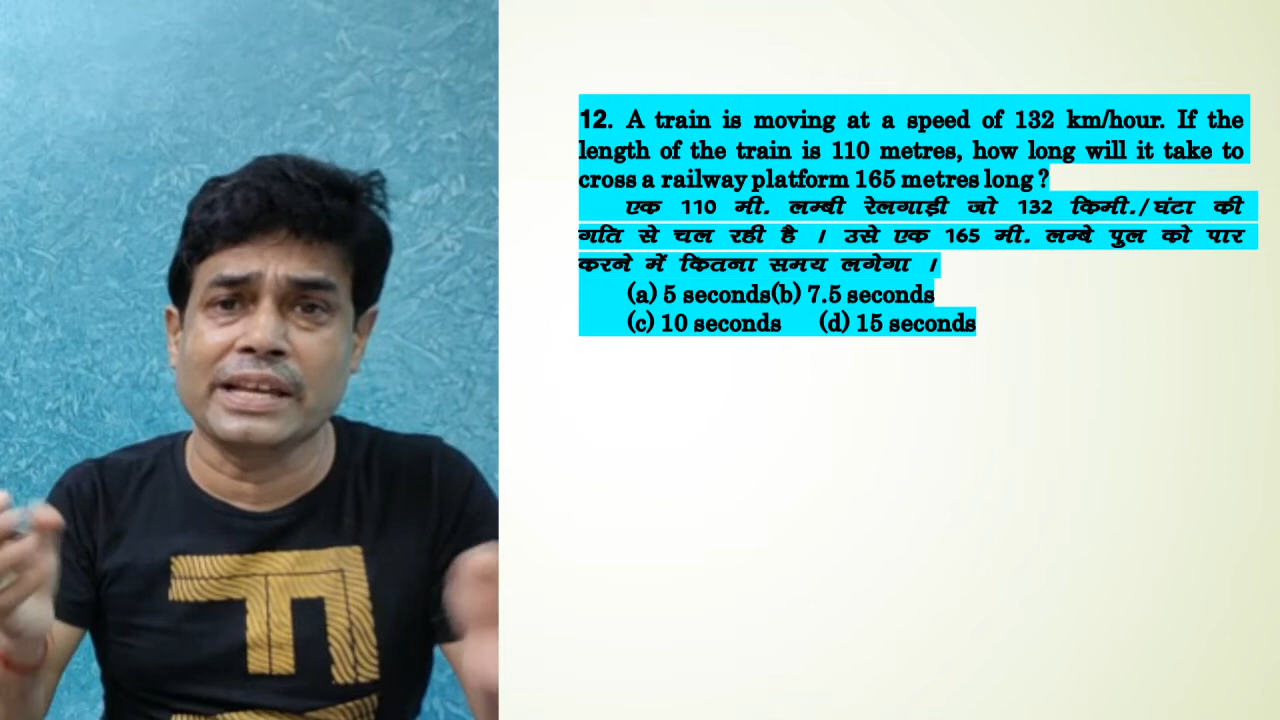 12. A train is moving at a speed of 132 km/hour. If the
length of the train is 110 metres, how long will it take to
cross a railway platform 165 metres long ?
एक 110 मी. लम्बी रेलगाड़ी जो 132 किमी./घंटा की
गति से चल रही है । उसे एक 165 मी. लम्बे पुल को पार
करने में कितना समय लगेगा ।
(a) 5 seconds(b) 7.5 seconds
(c) 10 seconds (d) 15 seconds